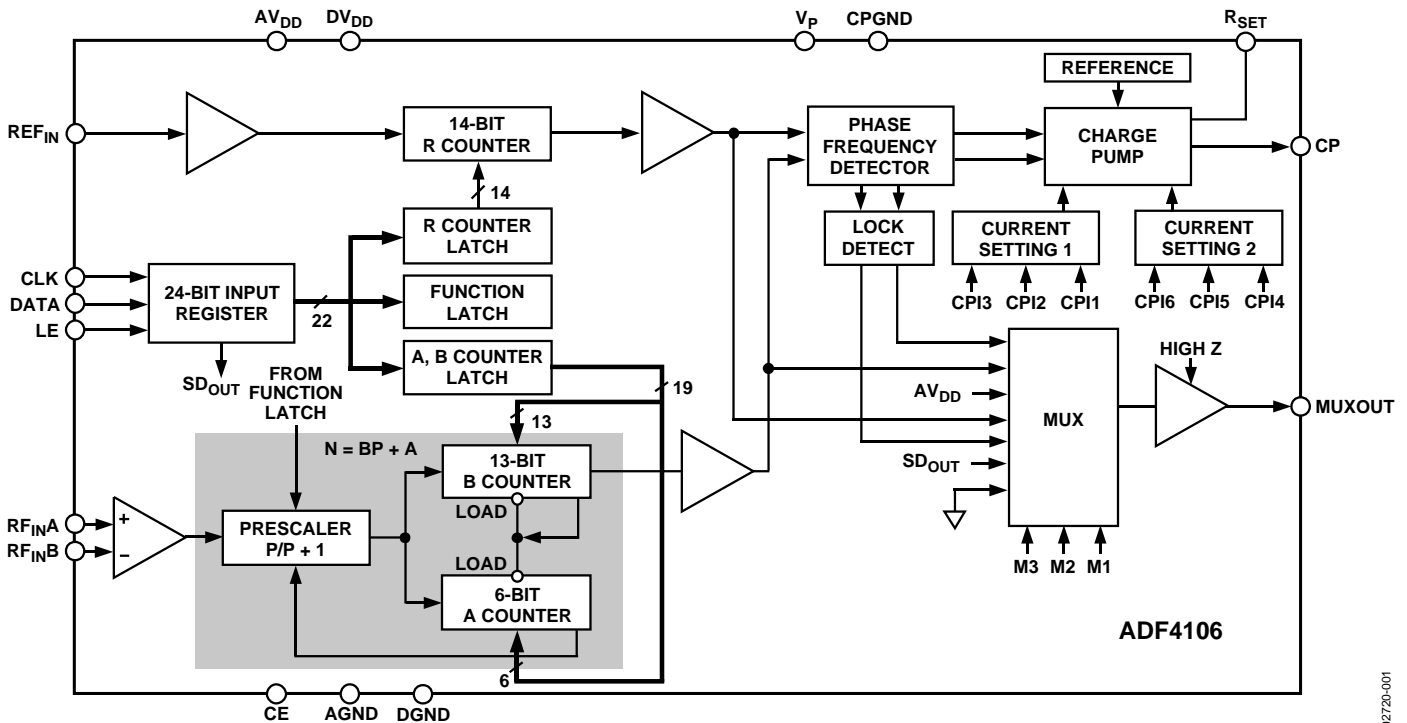 AVDD DVDD VP CPGND RSET
REFIN
14-BIT
R COUNTER
14
R COUNTER
LATCH
FUNCTION
LATCH
A, B COUNTER
LATCH
CLK
DATA
LE
24-BIT INPUT
REGISTER
22
SDOUT
FROM
FUNCTION
LATCH
19
13
N = BP + A
13-BIT
B COUNTER
LOAD
LOAD
6-BIT
A COUNTER
6
RFINA
RFINB
+
–
PRESCALER
P/P + 1
PHASE
FREQUENCY
DETECTOR
LOCK
DETECT
REFERENCE
CHARGE
PUMP
CP
CURRENT
SETTING 1
CPI3 CPI2 CPI1
CURRENT
SETTING 2
CPI6 CPI5 CPI4
AVDD
SDOUT
MUX
M3 M2 M1
HIGH Z
MUXOUT
ADF4106
CE AGND DGND
02720-001